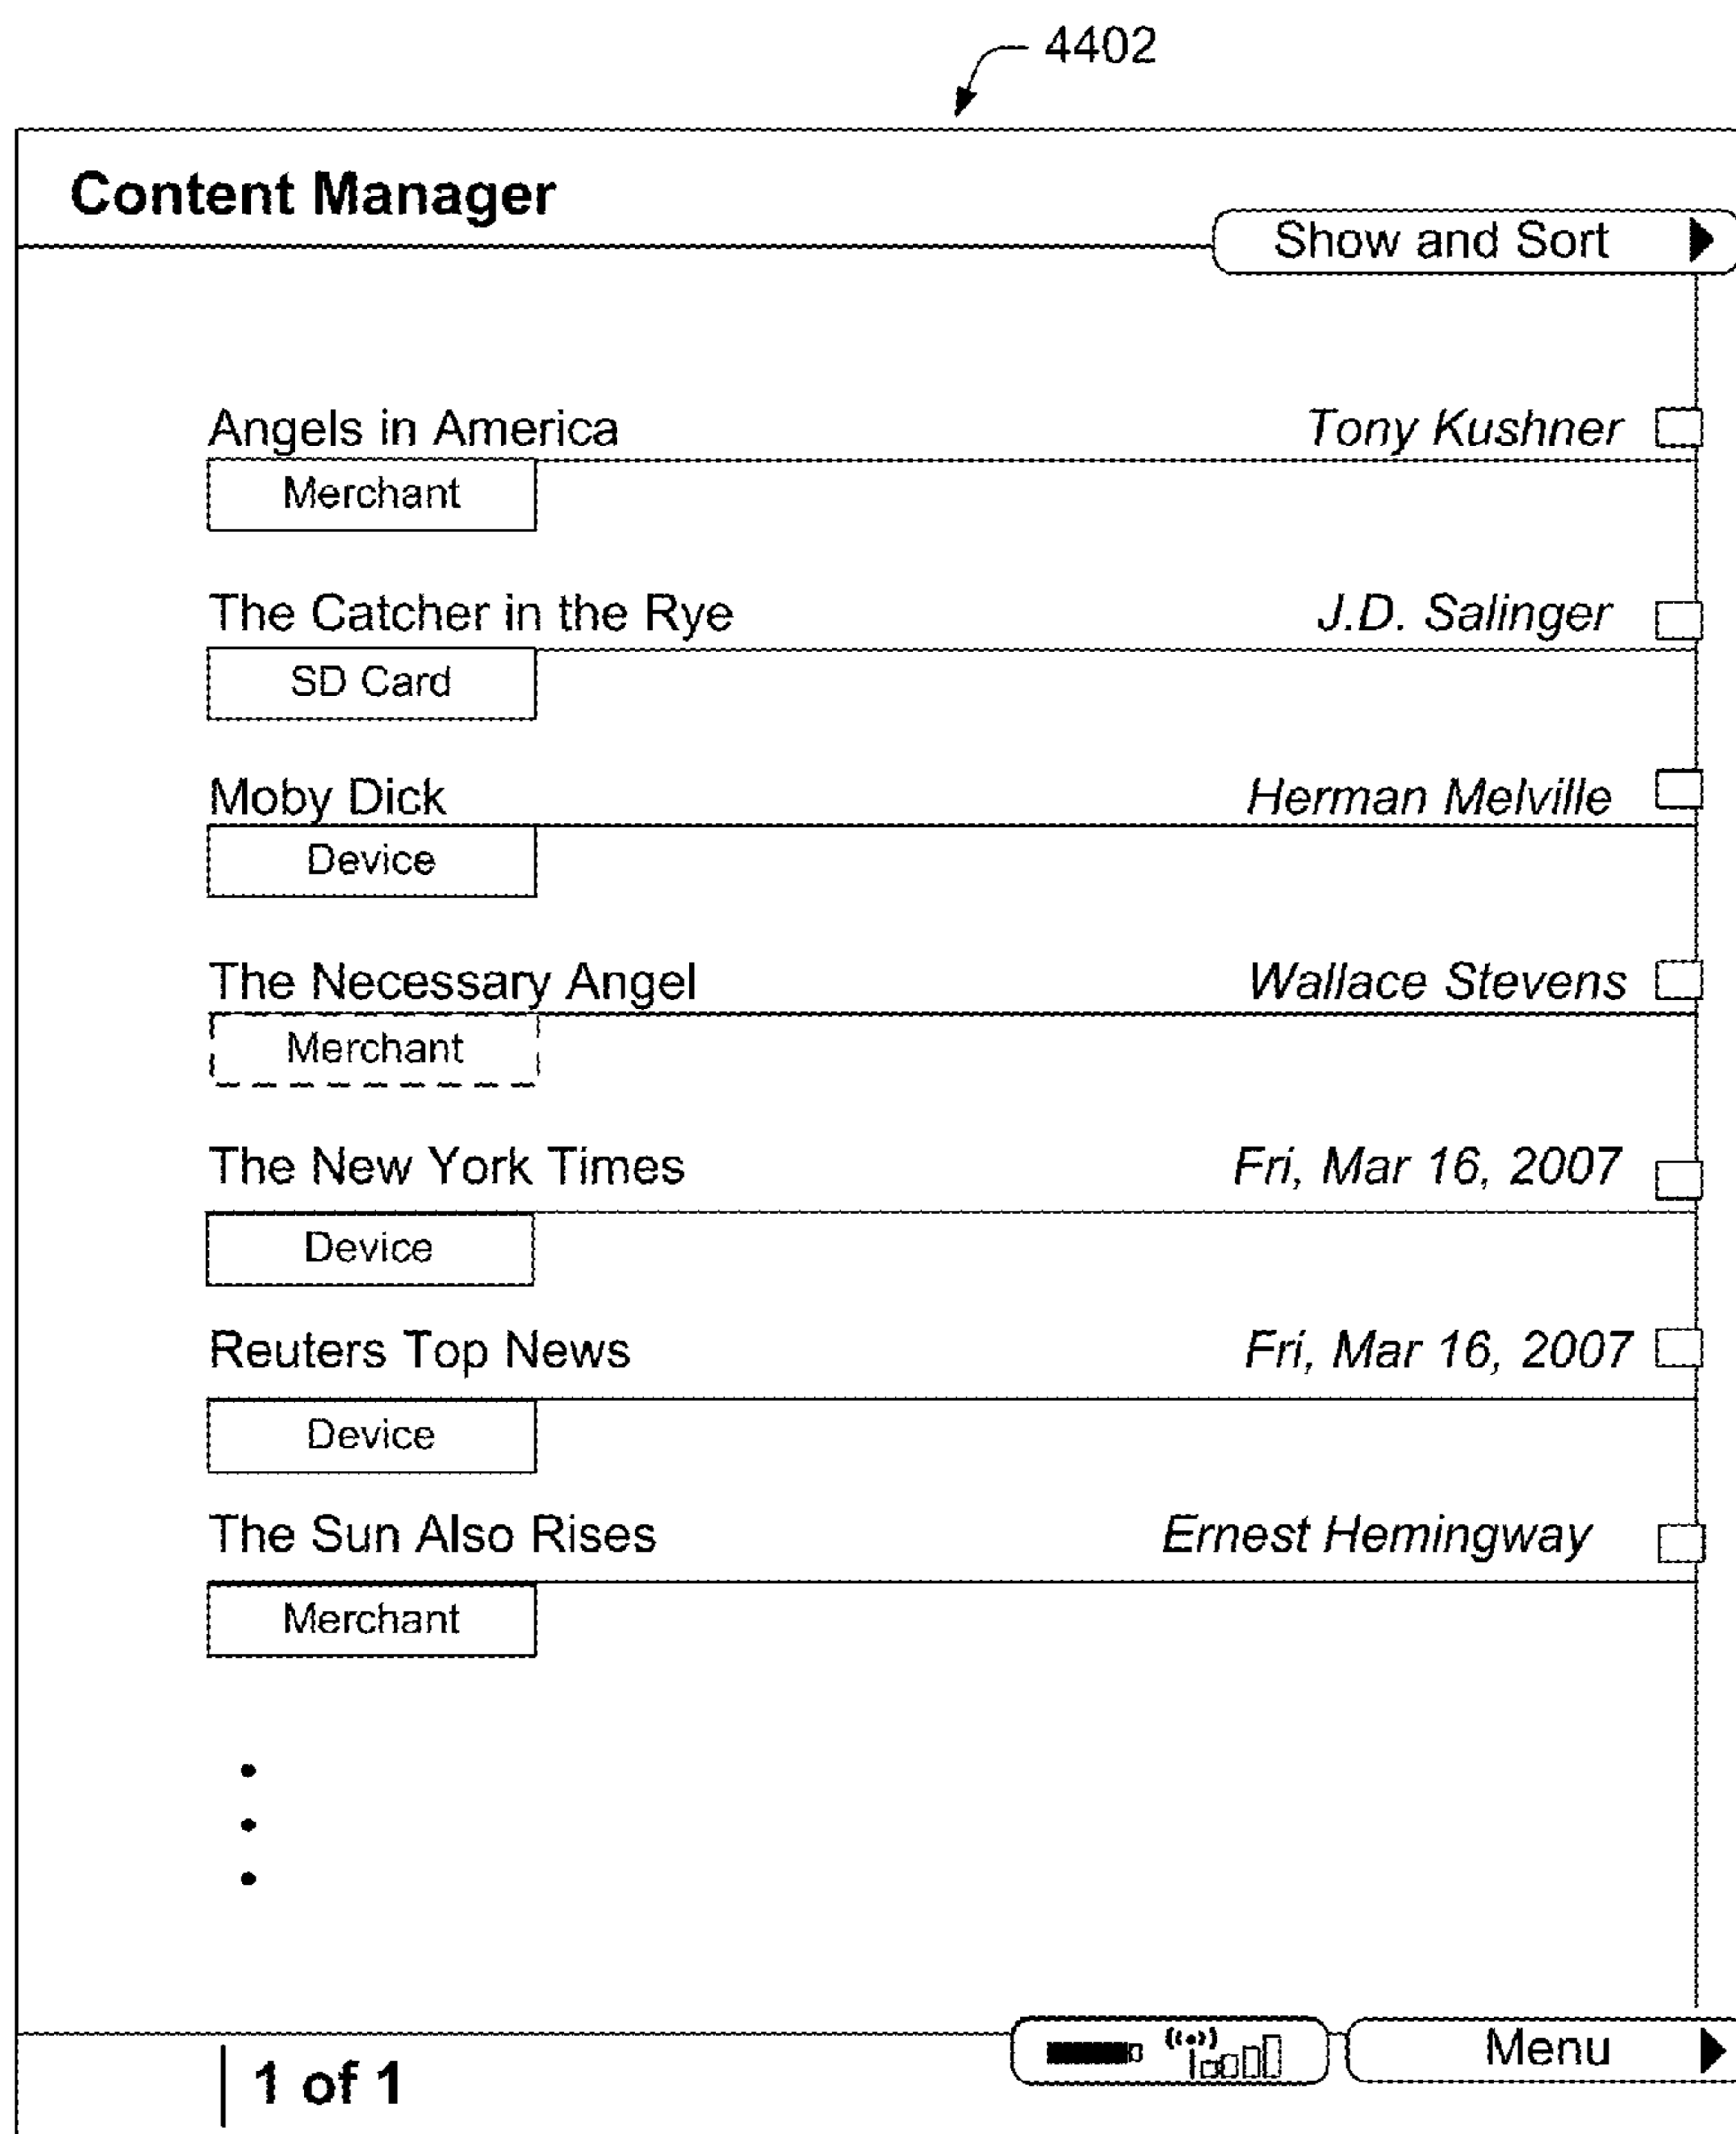 4402
Content Manager
Show and Sort
Angels in America Tony Kushner
Merchant
The Catcher in the Rye J.D. Salinger
SD Card
Moby Dick Herman Melville
Device
The Necessary Angel Wallace Stevens
Merchant
The New York Times Fri, Mar 16, 2007
Device
Reuters Top News Fri, Mar 16, 2007
Device
The Sun Also Rises Ernest Hemingway
Merchant
1 of 1 Menu